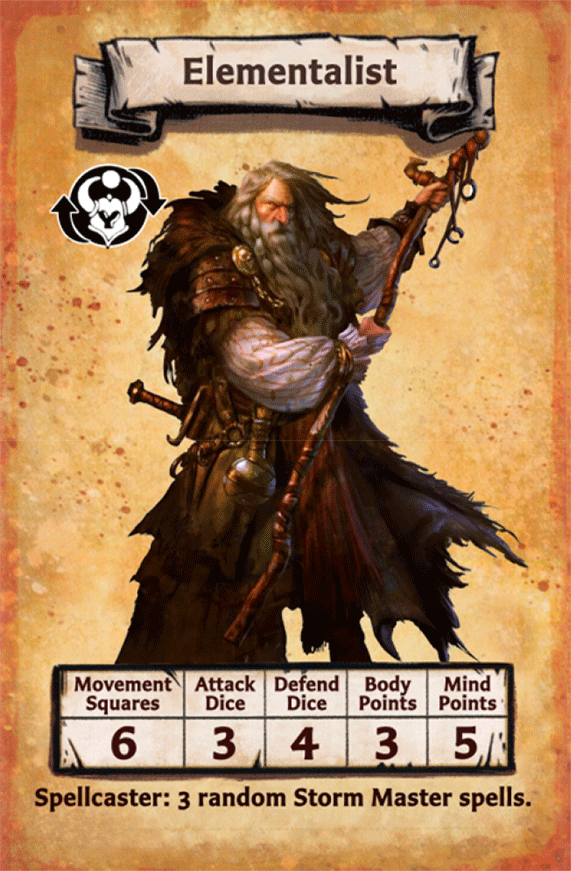 Elementalist
Movement Squares Attack Dice Defend Dice Body Points Mind Points
6 3 4 3 5
Spellcaster: 3 random Storm Master spells.